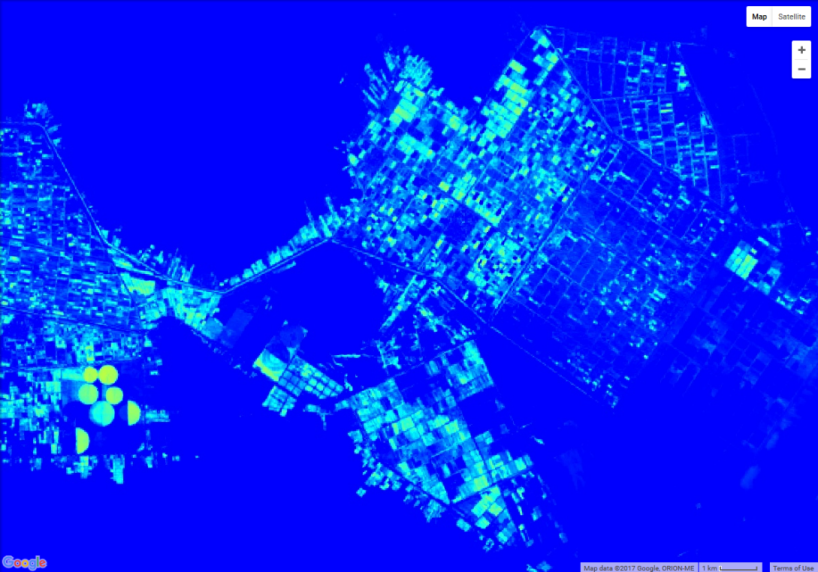 Map Satellite
+
−
Google
Map data ©2017 Google, ORION-ME 1 km Terms of Use